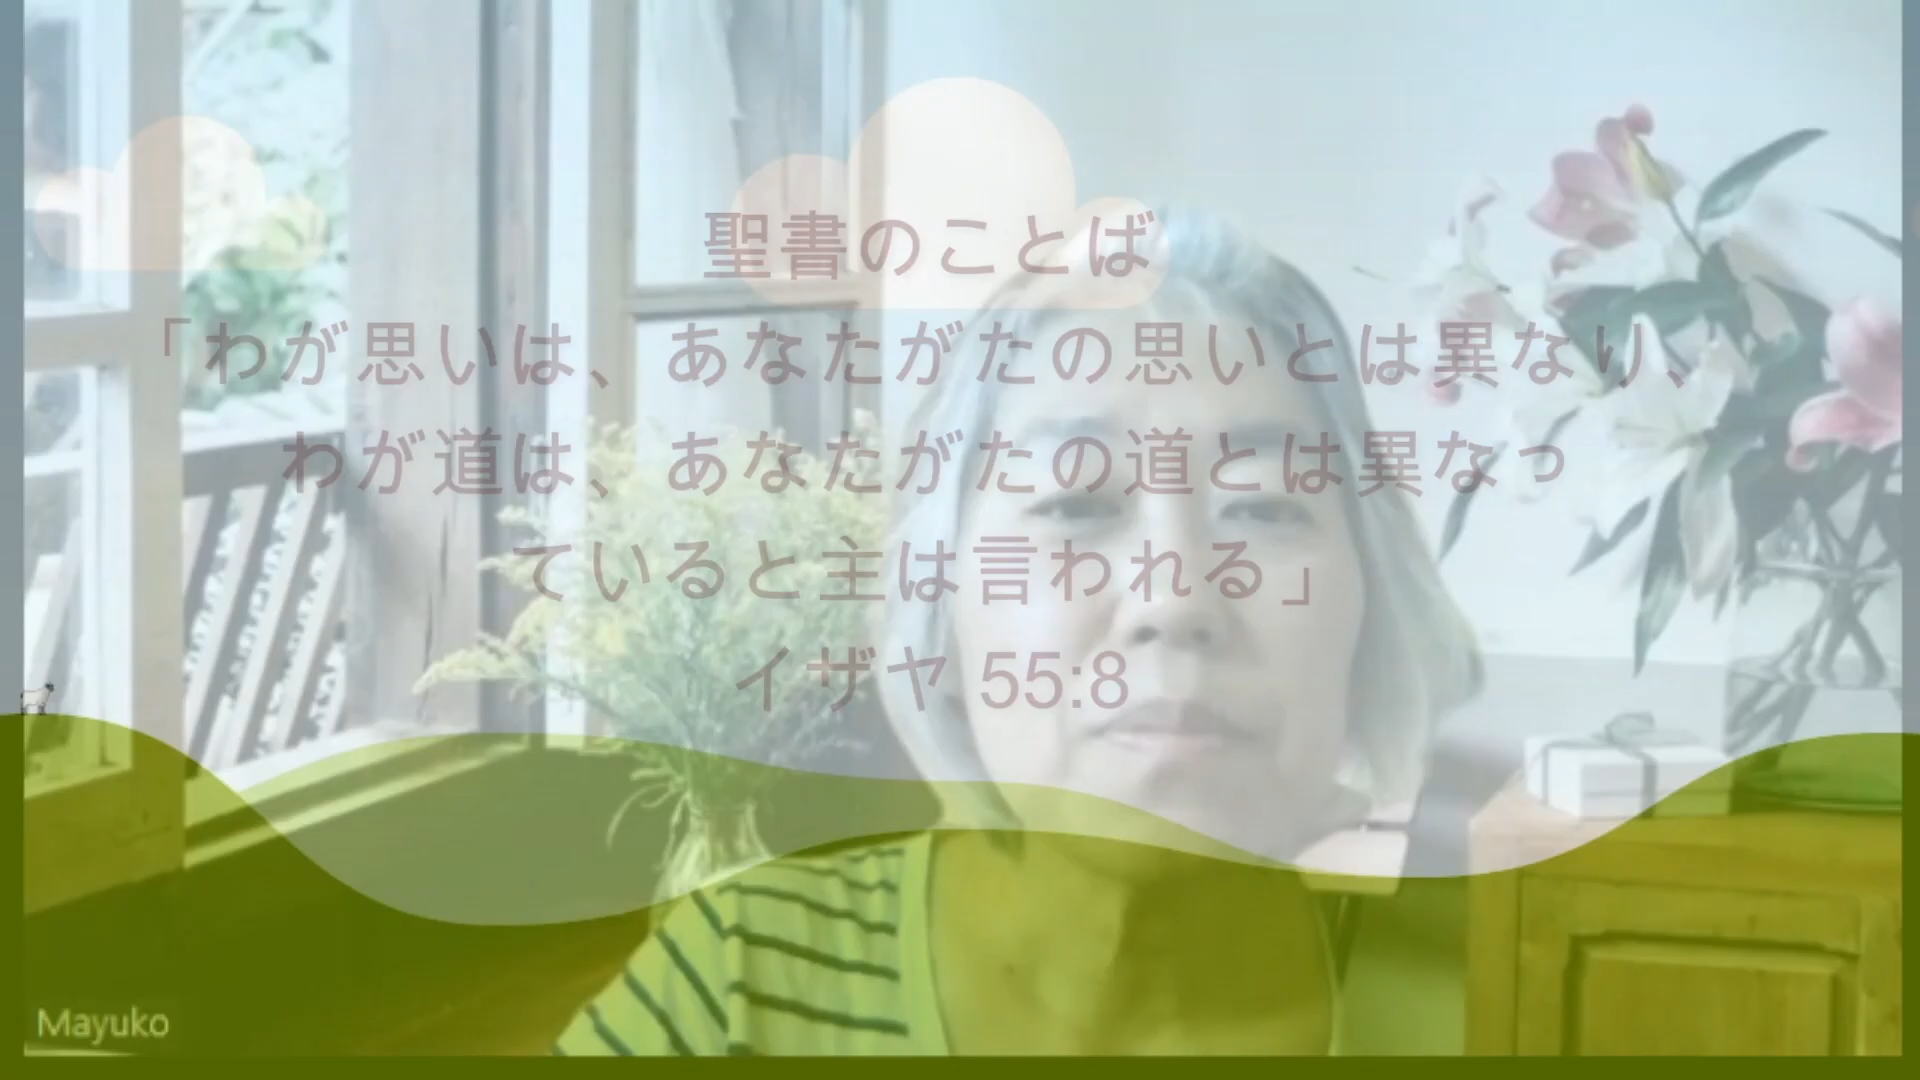 聖書のことば
「わが思いは、あなたがたの思いとは異なり、
わが道は、あなたがたの道とは異なっ
ていると主は言われる」
イザヤ 55:8
Mayuko